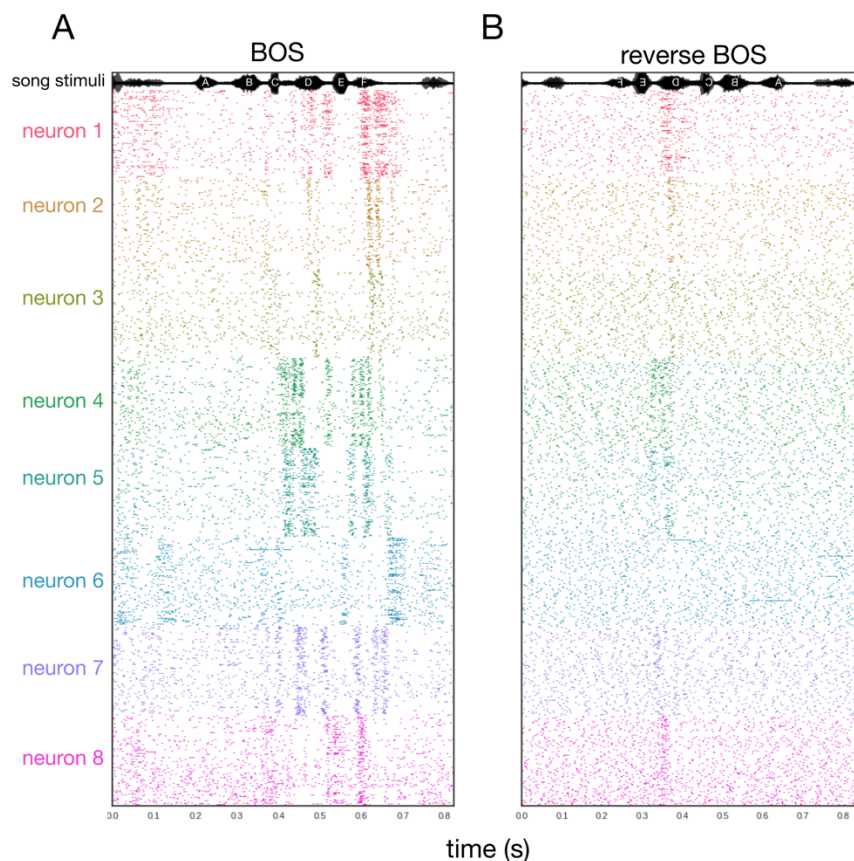 A
B
BOS
reverse BOS
song stimuli
A B C D E F
F E D C B A
neuron 1
neuron 2
neuron 3
neuron 4
neuron 5
neuron 6
neuron 7
neuron 8
0.0 0.1 0.2 0.3 0.4 0.5 0.6 0.7 0.8
0.0 0.1 0.2 0.3 0.4 0.5 0.6 0.7 0.8
time (s)